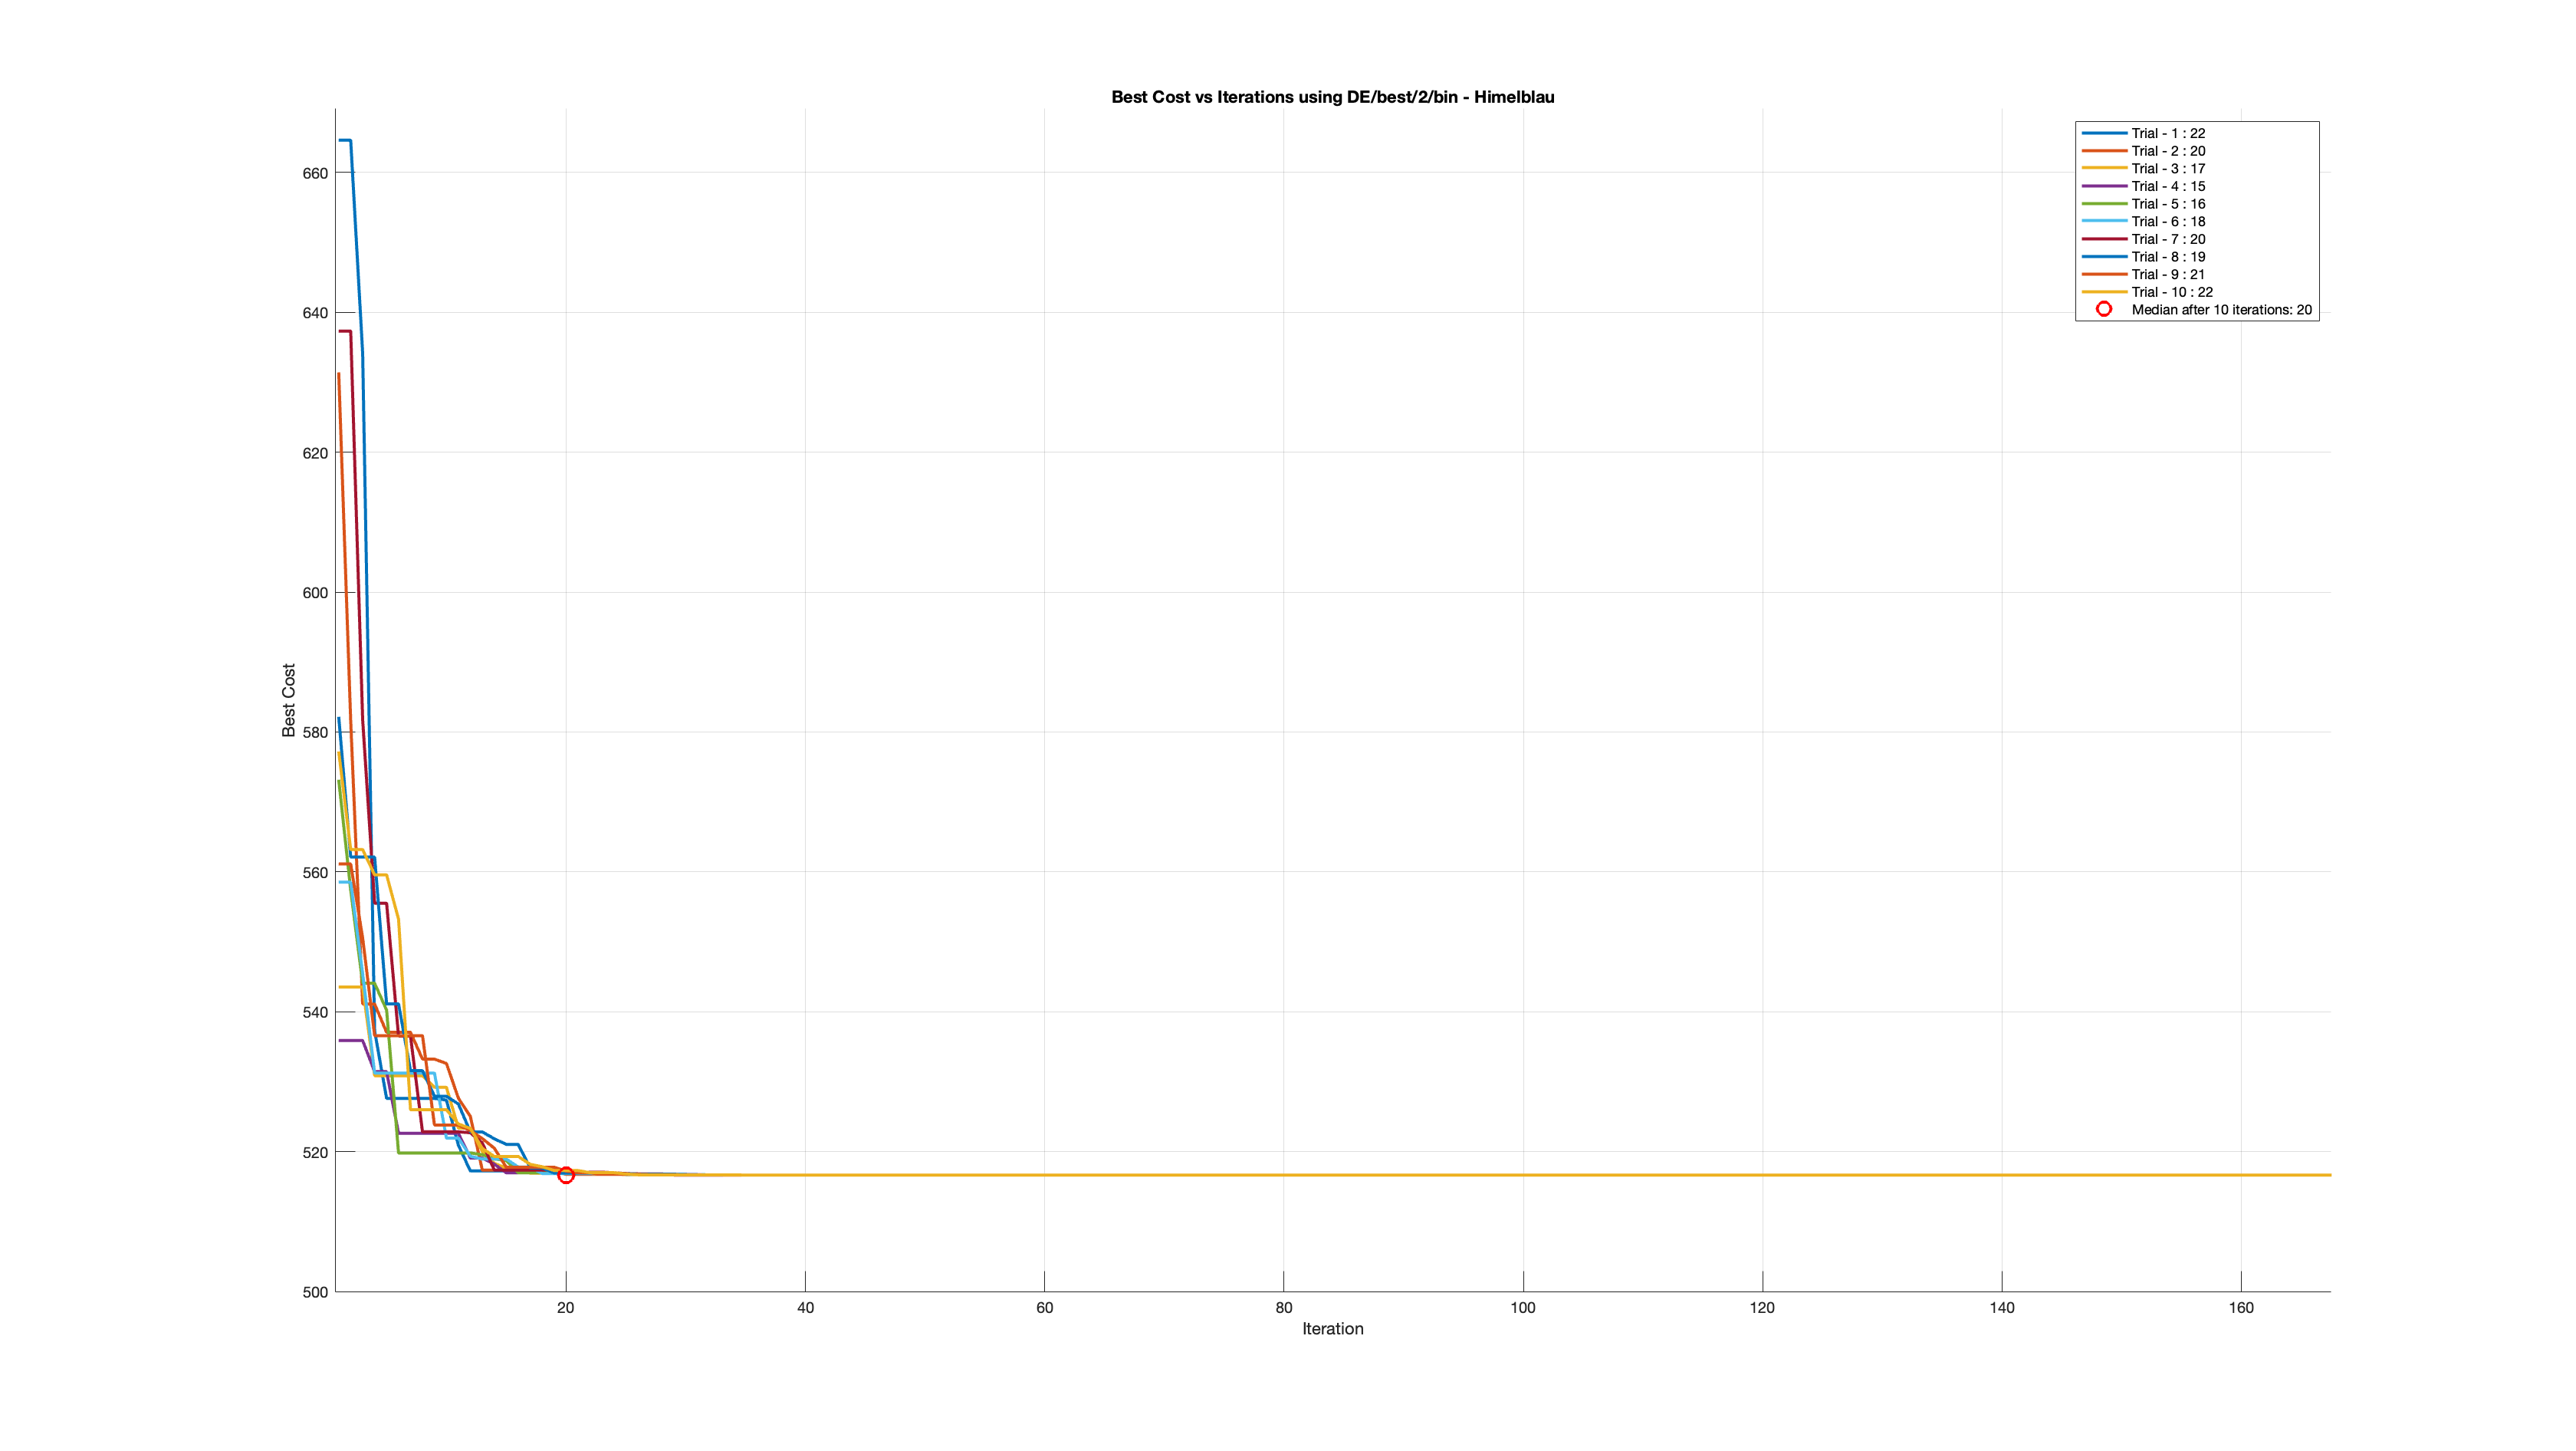 Best Cost vs Iterations using DE/best/2/bin - Himelblau
Trial - 1 : 22
Trial - 2 : 20
Trial - 3 : 17
Trial - 4 : 15
Trial - 5 : 16
Trial - 6 : 18
Trial - 7 : 20
Trial - 8 : 19
Trial - 9 : 21
Trial - 10 : 22
Median after 10 iterations: 20
660
640
620
600
580
560
540
520
500
Best Cost
20 40 60 80 100 120 140 160
Iteration